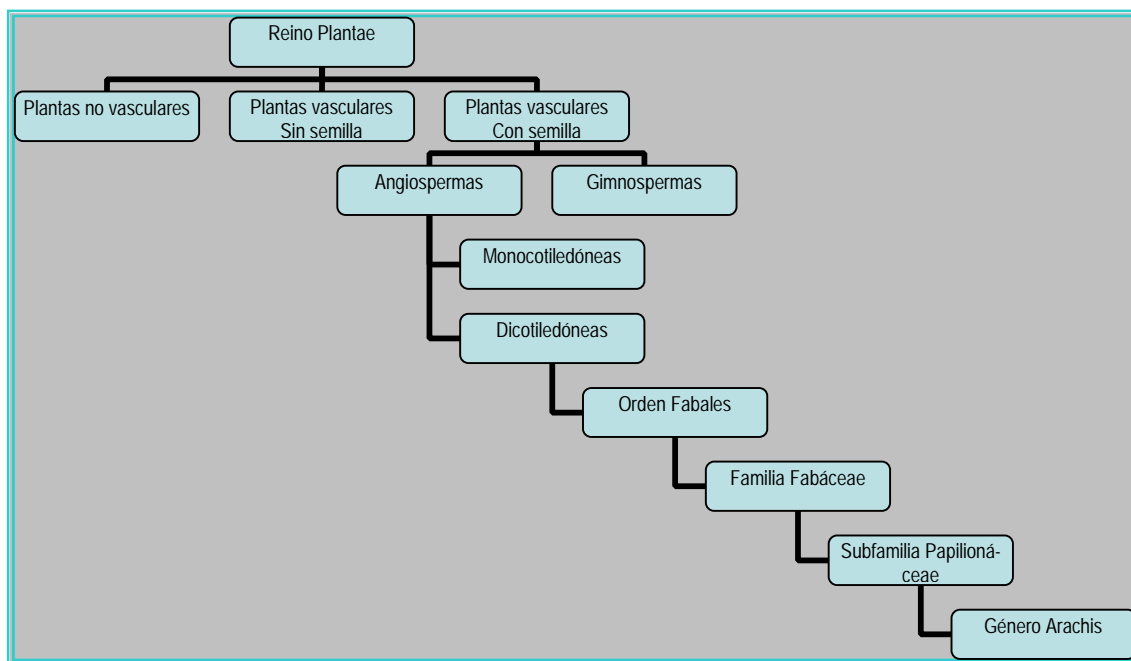 Reino Plantae
Plantas no vasculares
Plantas vasculares
Sin semilla
Plantas vasculares
Con semilla
Angiospermas
Gimnospermas
Monocotiledóneas
Dicotiledóneas
Orden Fabales
Familia Fabáceae
Subfamilia Papilioná-
ceae
Género Arachis